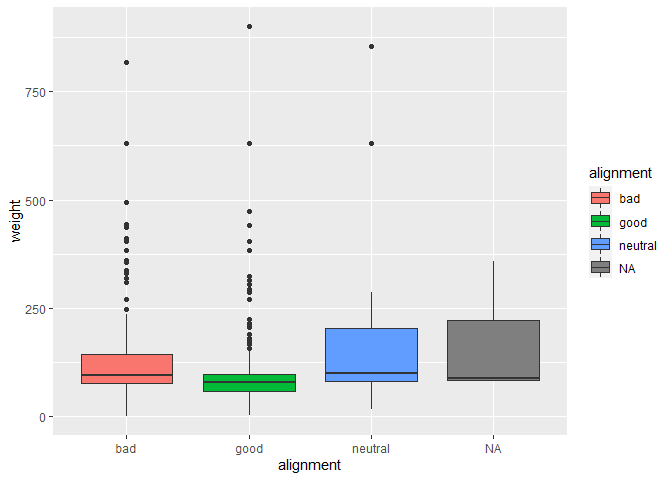 750
500
250
0
weight
bad good neutral NA
alignment
alignment
bad
good
neutral
NA